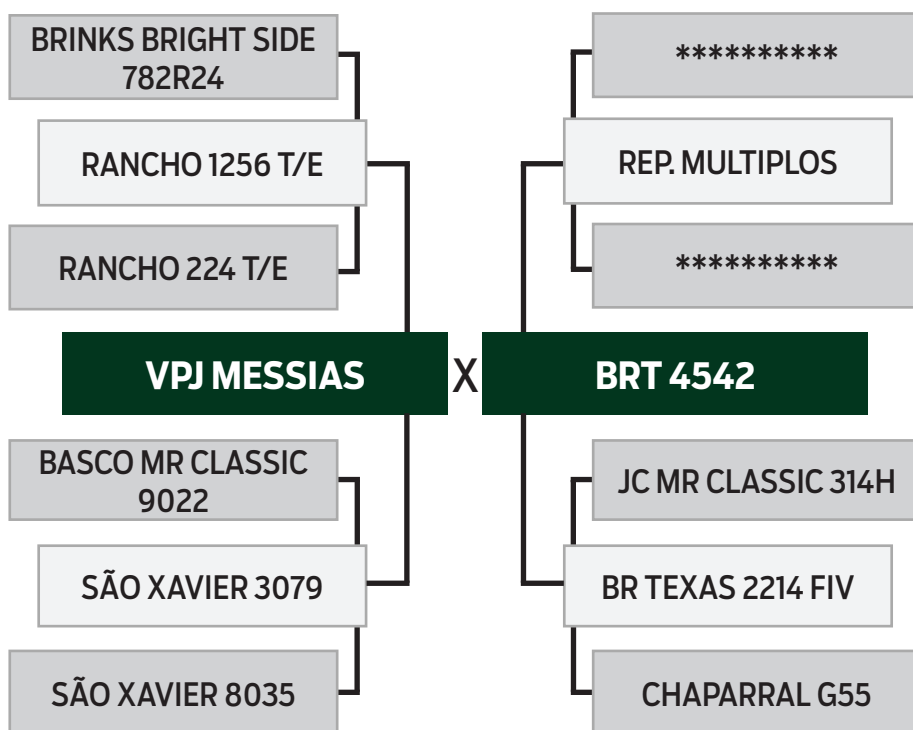 BRINKS BRIGHT SIDE
782R24
RANCHO 1256 T/E
RANCHO 224 T/E
**********
REP. MULTIPLOS
**********
VPJ MESSIAS X BRT 4542
BASCO MR CLASSIC
9022
SÃO XAVIER 3079
SÃO XAVIER 8035
JC MR CLASSIC 314H
BR TEXAS 2214 FIV
CHAPARRAL G55